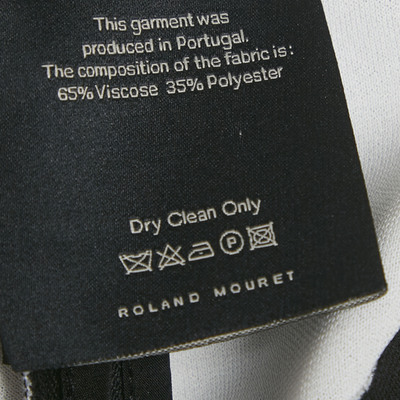 This garment was
produced in Portugal.
The composition of the fabric is:
65% Viscose 35% Polyester
Dry Clean Only
P
ROLAND MOURET